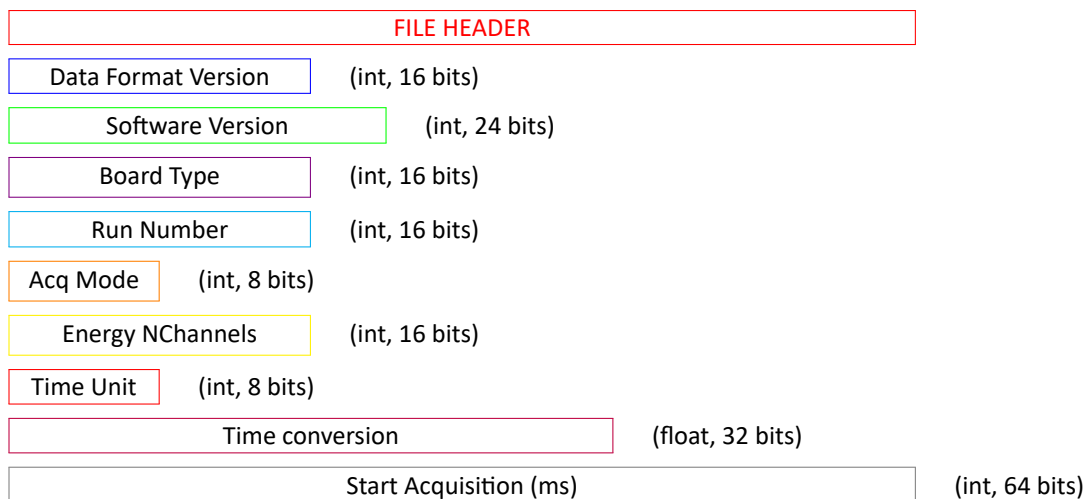 FILE HEADER
Data Format Version (int, 16 bits)
Software Version (int, 24 bits)
Board Type (int, 16 bits)
Run Number (int, 16 bits)
Acq Mode (int, 8 bits)
Energy NChannels (int, 16 bits)
Time Unit (int, 8 bits)
Time conversion (float, 32 bits)
Start Acquisition (ms) (int, 64 bits)